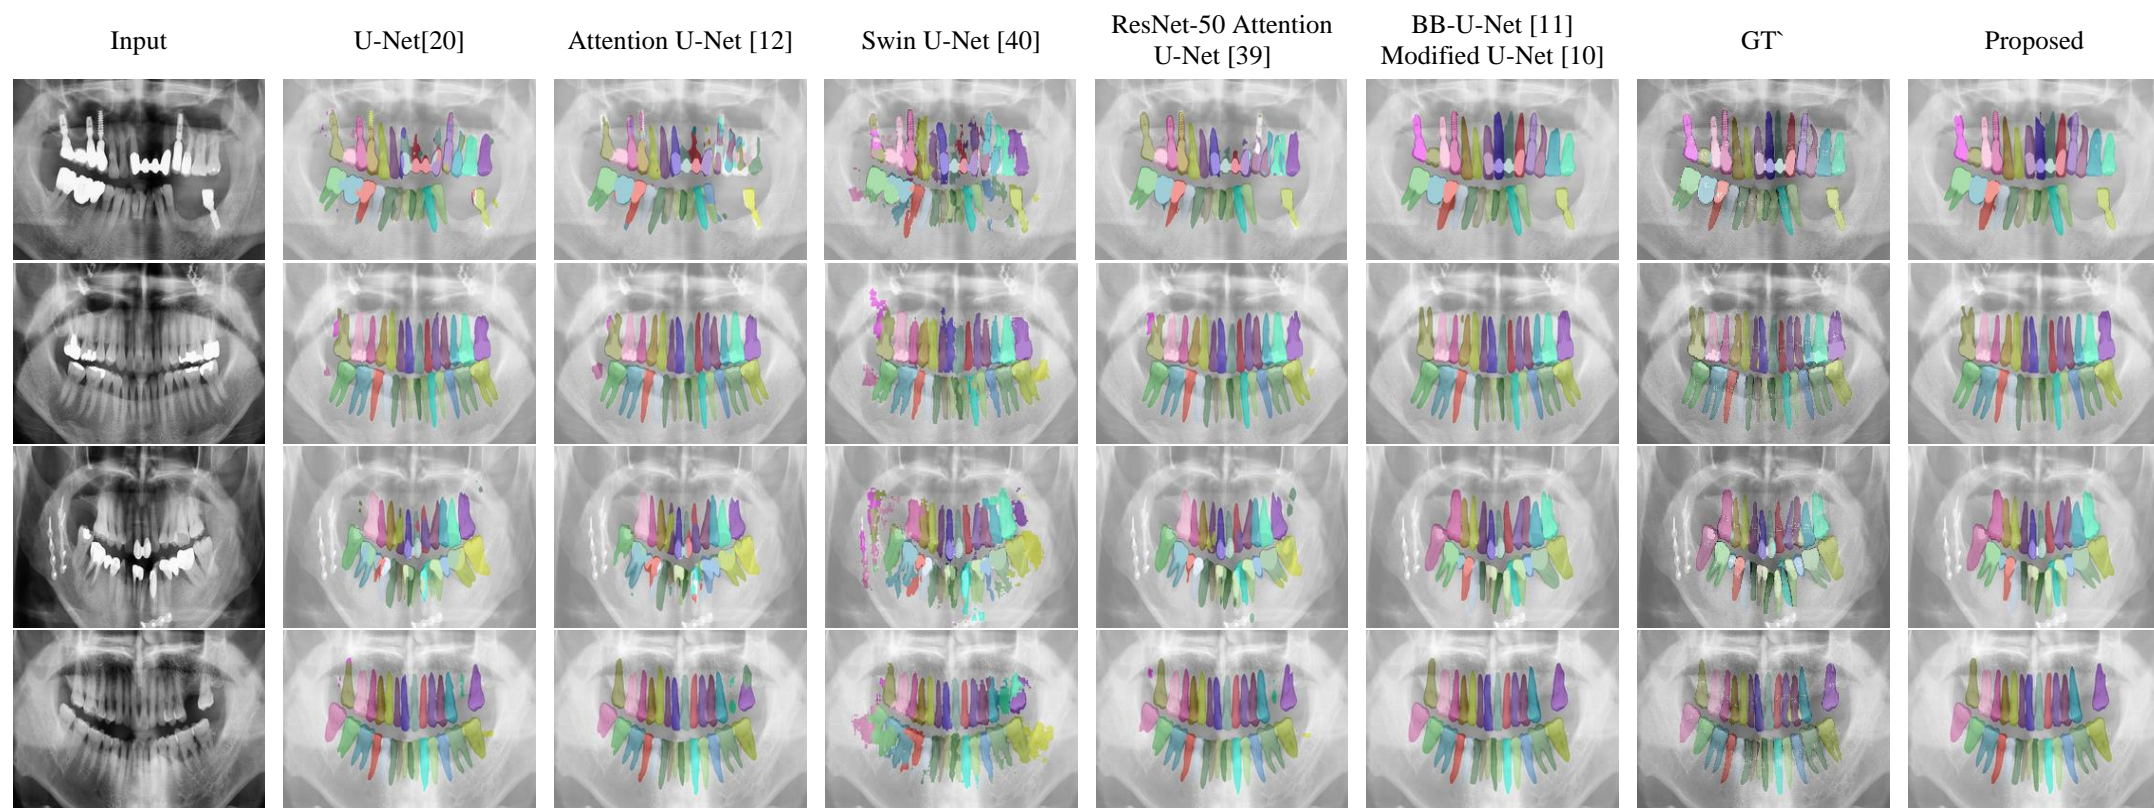 Input
U-Net[20]
Attention U-Net [12]
Swin U-Net [40]
ResNet-50 Attention
U-Net [39]
BB-U-Net [11]
Modified U-Net [10]
GT`
Proposed